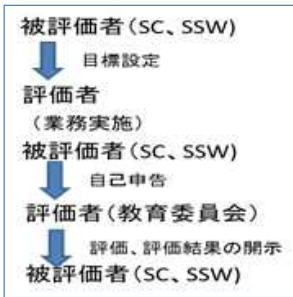 被評価者(SC、SSW)
目標設定
評価者
(業務実施)
被評価者(SC、SSW)
自己申告
評価者(教育委員会)
評価、評価結果の開示
被評価者(SC、SSW)